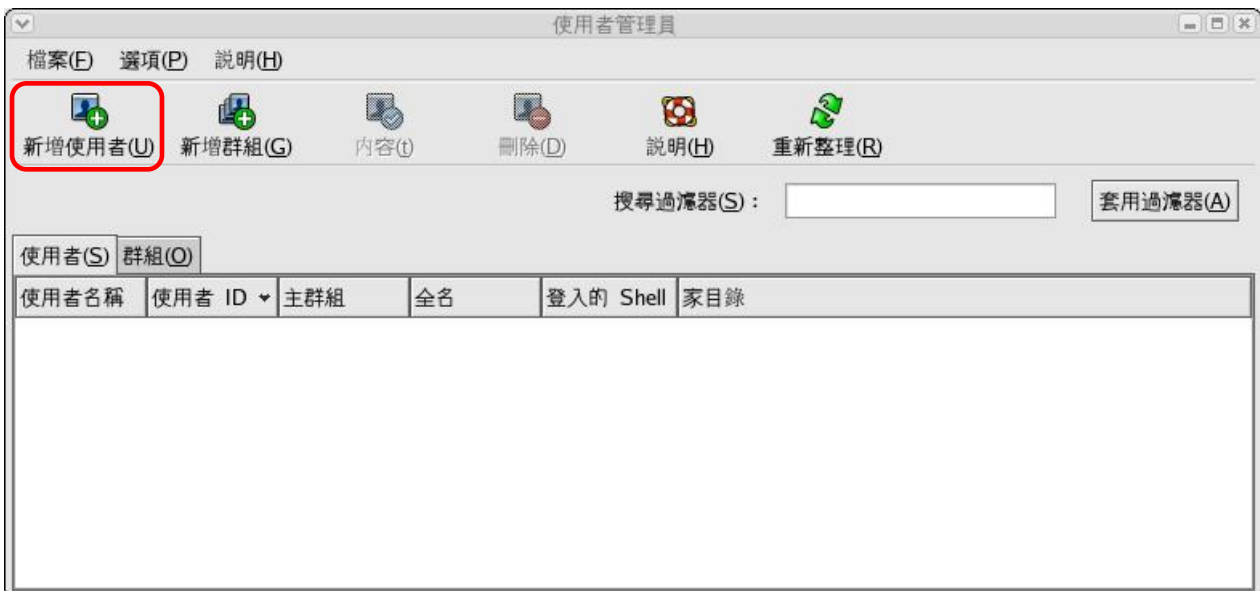 使用者管理員
檔案(F) 選項(P) 説明(H)
新增使用者(U) 新增群組(G) 内容(t) 刪除(D) 説明(H) 重新整理(R)
搜尋過濾器(S)： 套用過濾器(A)
使用者(S) 群組(O)
使用者名稱 使用者 ID 主群組 全名 登入的 Shell 家目錄